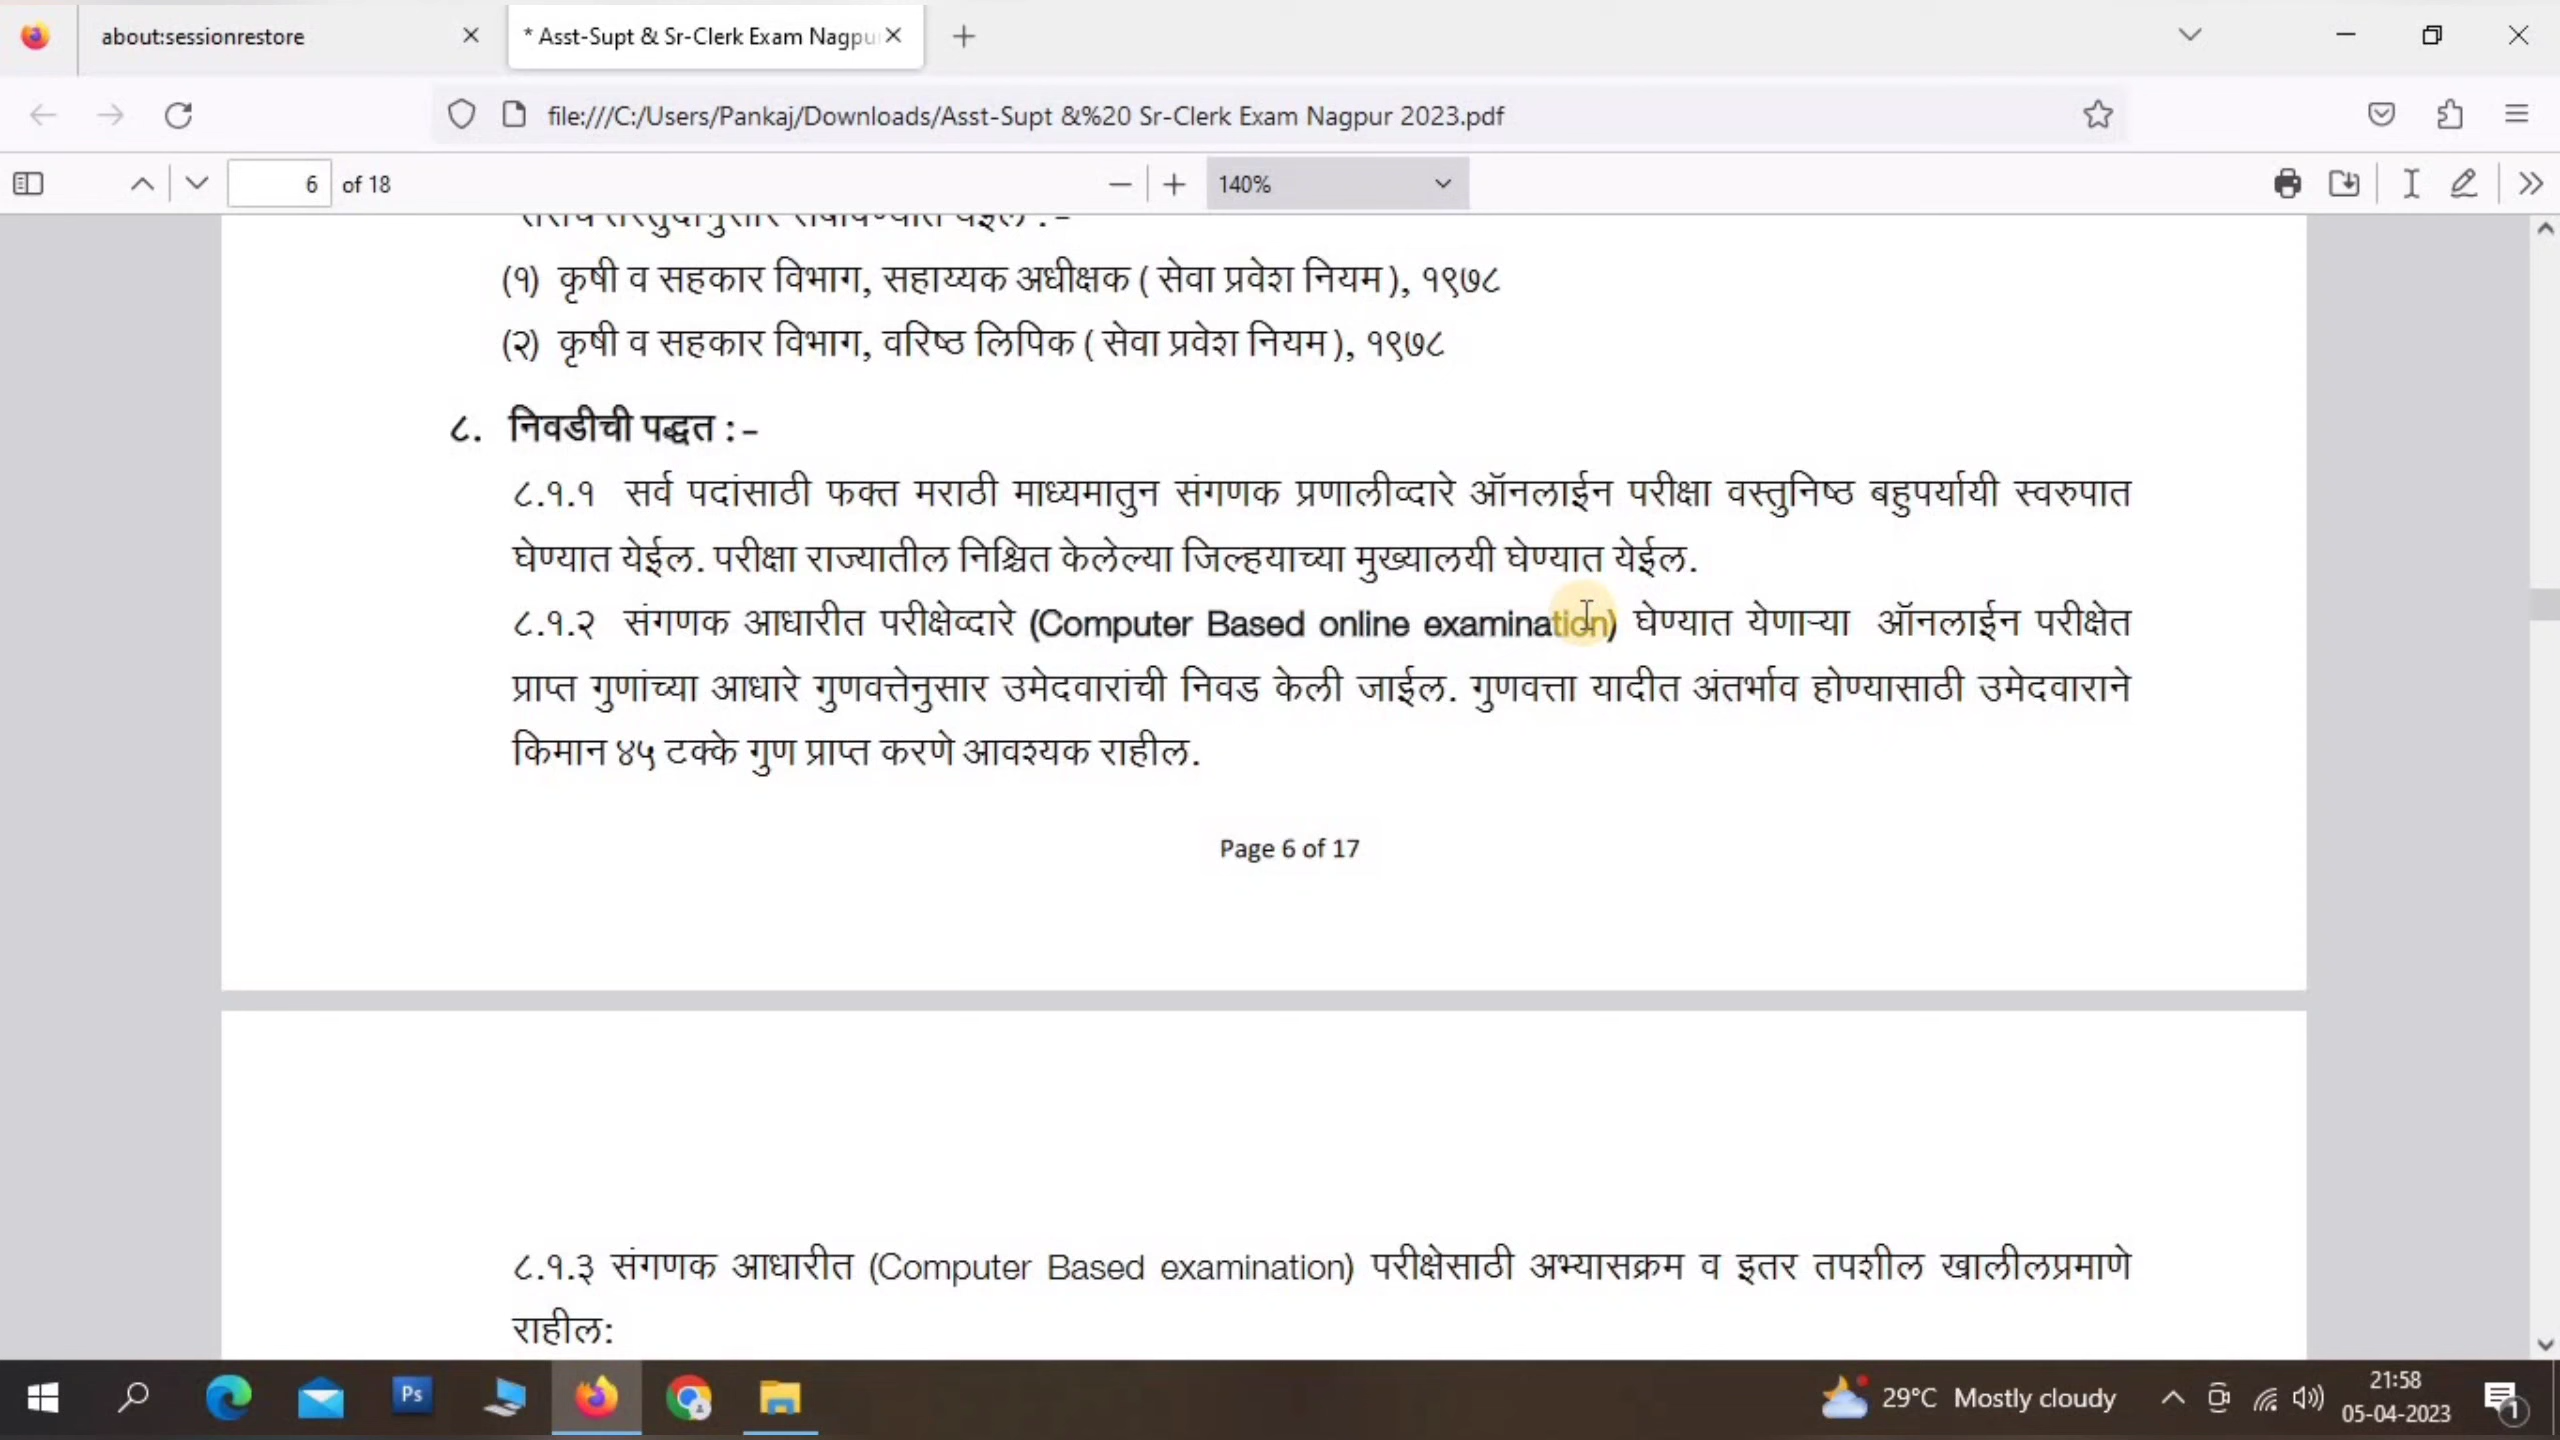 about:sessionrestore
* Asst-Supt & Sr-Clerk Exam Nagpu
file:///C:/Users/Pankaj/Downloads/Asst-Supt &%20 Sr-Clerk Exam Nagpur 2023.pdf
6 of 18
140%
(१) कृषी व सहकार विभाग, सहाय्यक अधीक्षक ( सेवा प्रवेश नियम ), १९७८
(२) कृषी व सहकार विभाग, वरिष्ठ लिपिक ( सेवा प्रवेश नियम ), १९७८
८. निवडीची पद्धत : -
८.१.१ सर्व पदांसाठी फक्त मराठी माध्यमातुन संगणक प्रणालीव्दारे ऑनलाईन परीक्षा वस्तुनिष्ठ बहुपर्यायी स्वरुपात
घेण्यात येईल. परीक्षा राज्यातील निश्चित केलेल्या जिल्हयाच्या मुख्यालयी घेण्यात येईल.
८.१.२ संगणक आधारीत परीक्षेव्दारे (Computer Based online examination) घेण्यात येणाऱ्या ऑनलाईन परीक्षेत
प्राप्त गुणांच्या आधारे गुणवत्तेनुसार उमेदवारांची निवड केली जाईल. गुणवत्ता यादीत अंतर्भाव होण्यासाठी उमेदवाराने
किमान ४५ टक्के गुण प्राप्त करणे आवश्यक राहील.
Page 6 of 17
८.१.३ संगणक आधारीत (Computer Based examination) परीक्षेसाठी अभ्यासक्रम व इतर तपशील खालीलप्रमाणे
राहील:
Ps
29°C Mostly cloudy
21:58
05-04-2023
1